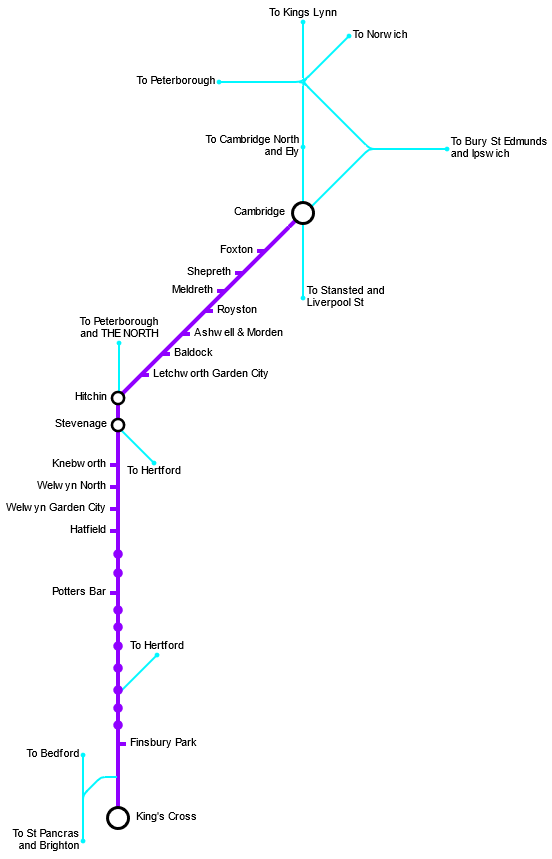 To Kings Lynn
To Norwich
To Peterborough
To Cambridge North
and Ely
To Bury St Edmunds
and Ipswich
Cambridge
Foxton
Shepreth
Meldreth
To Stansted and
Liverpool St
Royston
To Peterborough
and THE NORTH
Ashwell & Morden
Baldock
Letchworth Garden City
Hitchin
Stevenage
Knebworth
To Hertford
Welwyn North
Welwyn Garden City
Hatfield
Potters Bar
To Hertford
Finsbury Park
To Bedford
King's Cross
To St Pancras
and Brighton